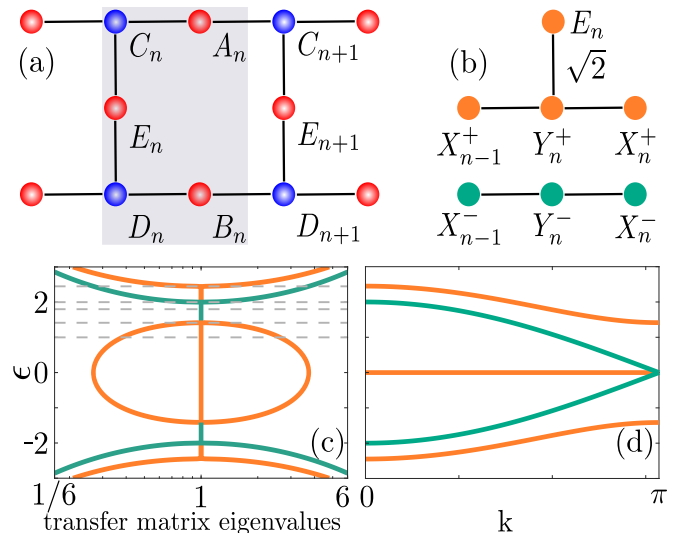 (a)
C_n A_n C_{n+1}
E_n E_{n+1}
D_n B_n D_{n+1}
(b)
E_n
√2
X^+_{n-1} Y^+_n X^+_n
X^-_{n-1} Y^-_n X^-_n
ϵ
2
0
-2
(c)
1/6 1 6
transfer matrix eigenvalues
(d)
0 π
k